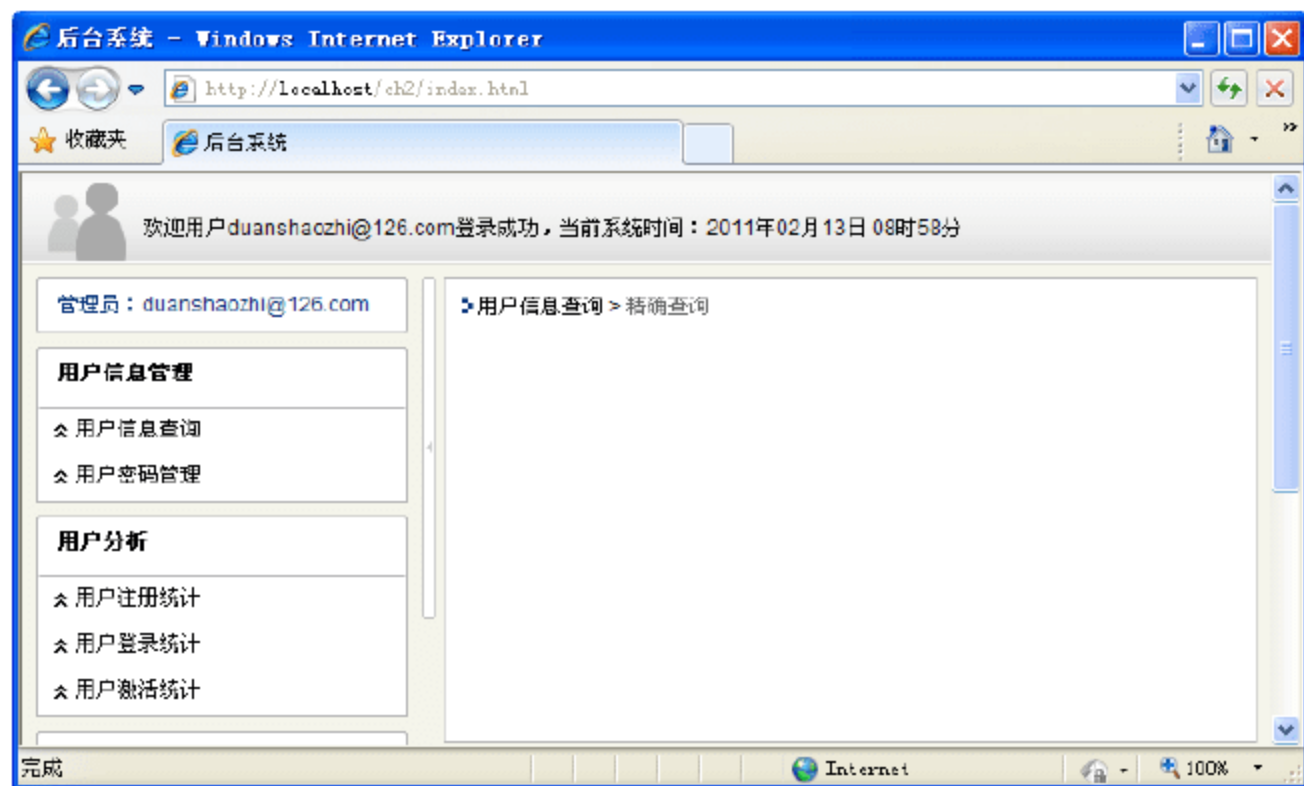 后台系统 - Windows Internet Explorer
http://localhost/ch2/index.html
收藏夹
后台系统
欢迎用户duanshaozhi@126.com登录成功,当前系统时间:2011年02月13日 08时58分
管理员:duanshaozhi@126.com
用户信息查询 > 精确查询
用户信息管理
用户信息查询
用户密码管理
用户分析
用户注册统计
用户登录统计
用户激活统计
完成
Internet
100%